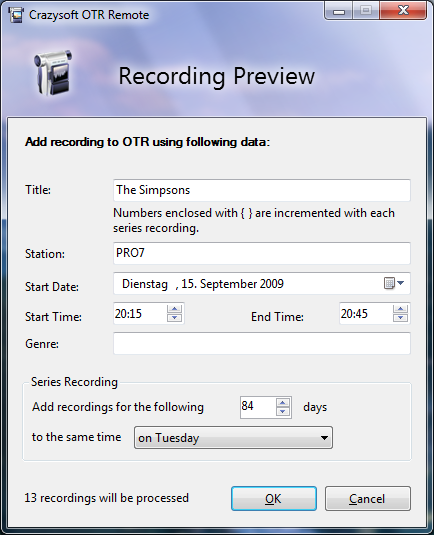 Crazysoft OTR Remote
Recording Preview
Add recording to OTR using following data:
Title: The Simpsons
Numbers enclosed with { } are incremented with each
series recording.
Station: PRO7
Start Date: Dienstag , 15. September 2009
Start Time: 20:15 End Time: 20:45
Genre:
Series Recording
Add recordings for the following 84 days
to the same time on Tuesday
13 recordings will be processed OK Cancel